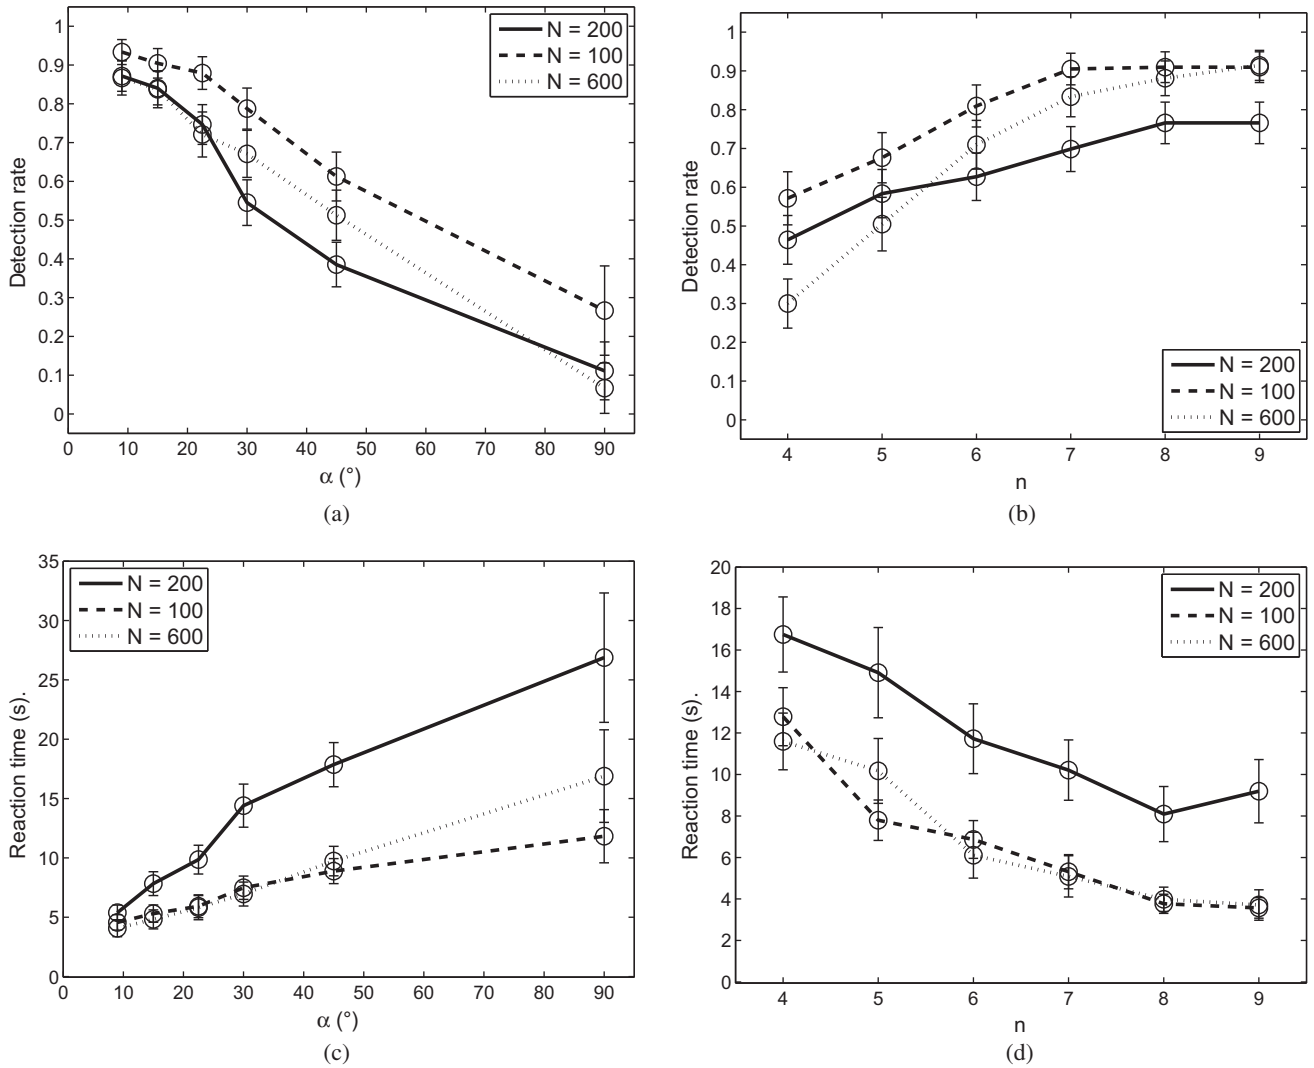 1
0.9
0.8
0.7
0.6
0.5
0.4
0.3
0.2
0.1
0
Detection rate
N = 200
N = 100
N = 600
0 10 20 30 40 50 60 70 80 90
α (°)
(a)
1
0.9
0.8
0.7
0.6
0.5
0.4
0.3
0.2
0.1
0
Detection rate
N = 200
N = 100
N = 600
4 5 6 7 8 9
n
(b)
35
30
25
20
15
10
5
0
Reaction time (s).
N = 200
N = 100
N = 600
0 10 20 30 40 50 60 70 80 90
α (°)
(c)
20
18
16
14
12
10
8
6
4
2
0
Reaction time (s).
N = 200
N = 100
N = 600
4 5 6 7 8 9
n
(d)